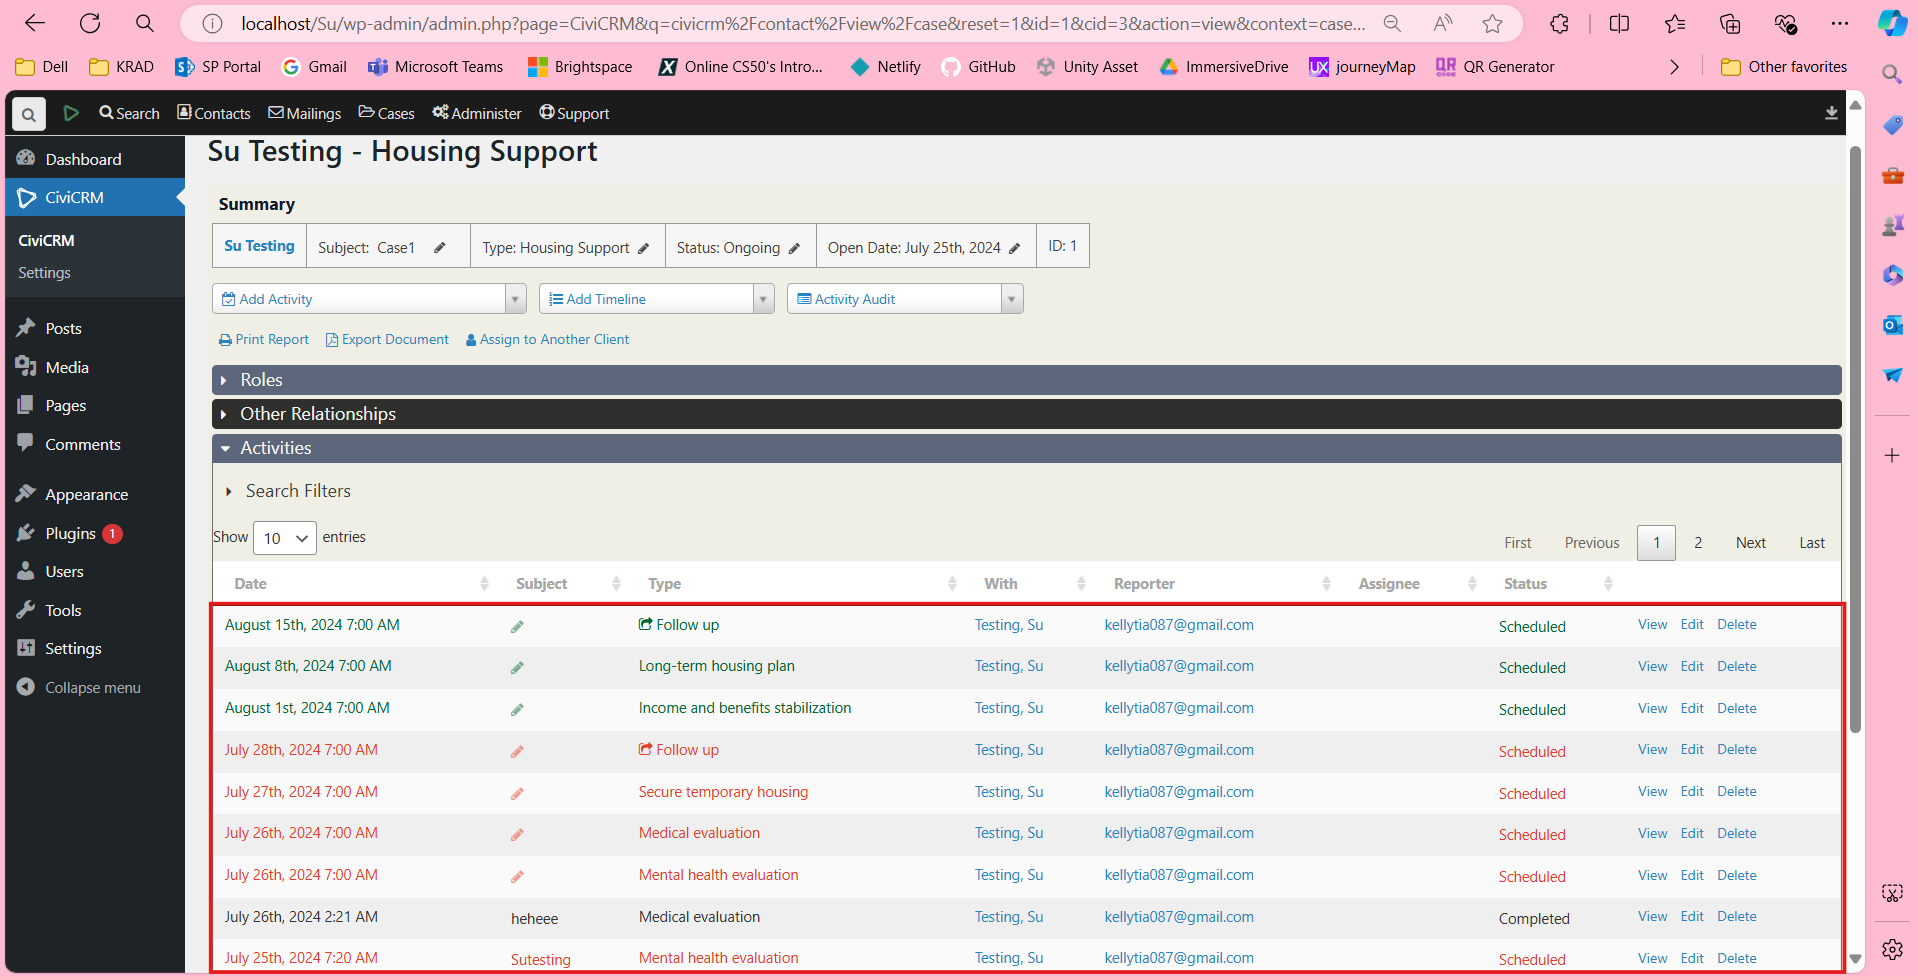 localhost/Su/wp-admin/admin.php?page=CiviCRM&q=civicrm%2Fcontact%2Fview%2Fcase&reset=1&id=1&cid=3&action=view&context=case...
Dell KRAD SP Portal Gmail Microsoft Teams Brightspace Online CS50's Intro... Netlify GitHub Unity Asset ImmersiveDrive UX journeyMap QR Generator Other favorites
Search Contacts Mailings Cases Administer Support
Dashboard
CiviCRM
CiviCRM
Settings
Posts
Media
Pages
Comments
Appearance
Plugins 1
Users
Tools
Settings
Collapse menu
Su Testing - Housing Support
Summary
Su Testing Subject: Case1 Type: Housing Support Status: Ongoing Open Date: July 25th, 2024 ID: 1
Add Activity Add Timeline Activity Audit
Print Report Export Document Assign to Another Client
Roles
Other Relationships
Activities
Search Filters
Show 10 entries First Previous 1 2 Next Last
Date Subject Type With Reporter Assignee Status
August 15th, 2024 7:00 AM Follow up Testing, Su kellytia087@gmail.com Scheduled View Edit Delete
August 8th, 2024 7:00 AM Long-term housing plan Testing, Su kellytia087@gmail.com Scheduled View Edit Delete
August 1st, 2024 7:00 AM Income and benefits stabilization Testing, Su kellytia087@gmail.com Scheduled View Edit Delete
July 28th, 2024 7:00 AM Follow up Testing, Su kellytia087@gmail.com Scheduled View Edit Delete
July 27th, 2024 7:00 AM Secure temporary housing Testing, Su kellytia087@gmail.com Scheduled View Edit Delete
July 26th, 2024 7:00 AM Medical evaluation Testing, Su kellytia087@gmail.com Scheduled View Edit Delete
July 26th, 2024 7:00 AM Mental health evaluation Testing, Su kellytia087@gmail.com Scheduled View Edit Delete
July 26th, 2024 2:21 AM heheee Medical evaluation Testing, Su kellytia087@gmail.com Completed View Edit Delete
July 25th, 2024 7:20 AM Sutesting Mental health evaluation Testing, Su kellytia087@gmail.com Scheduled View Edit Delete